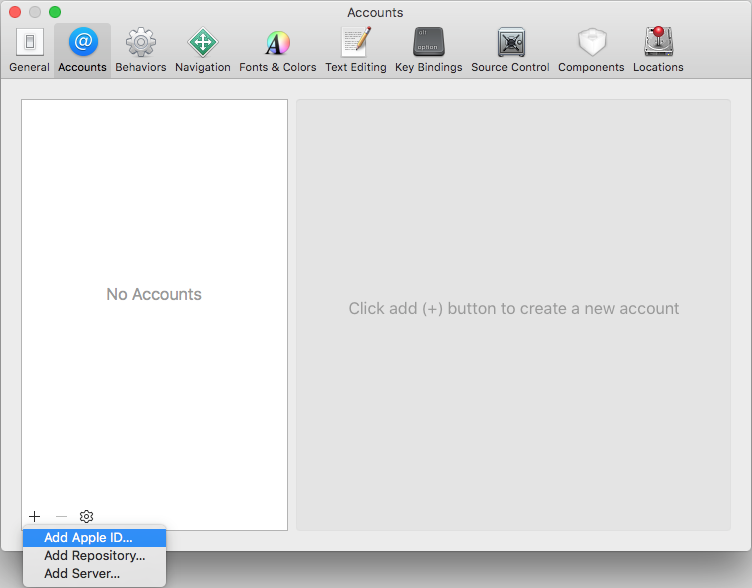 Accounts
General Accounts Behaviors Navigation Fonts & Colors Text Editing Key Bindings Source Control Components Locations
alt
option
No Accounts
Click add (+) button to create a new account
Add Apple ID...
Add Repository...
Add Server...